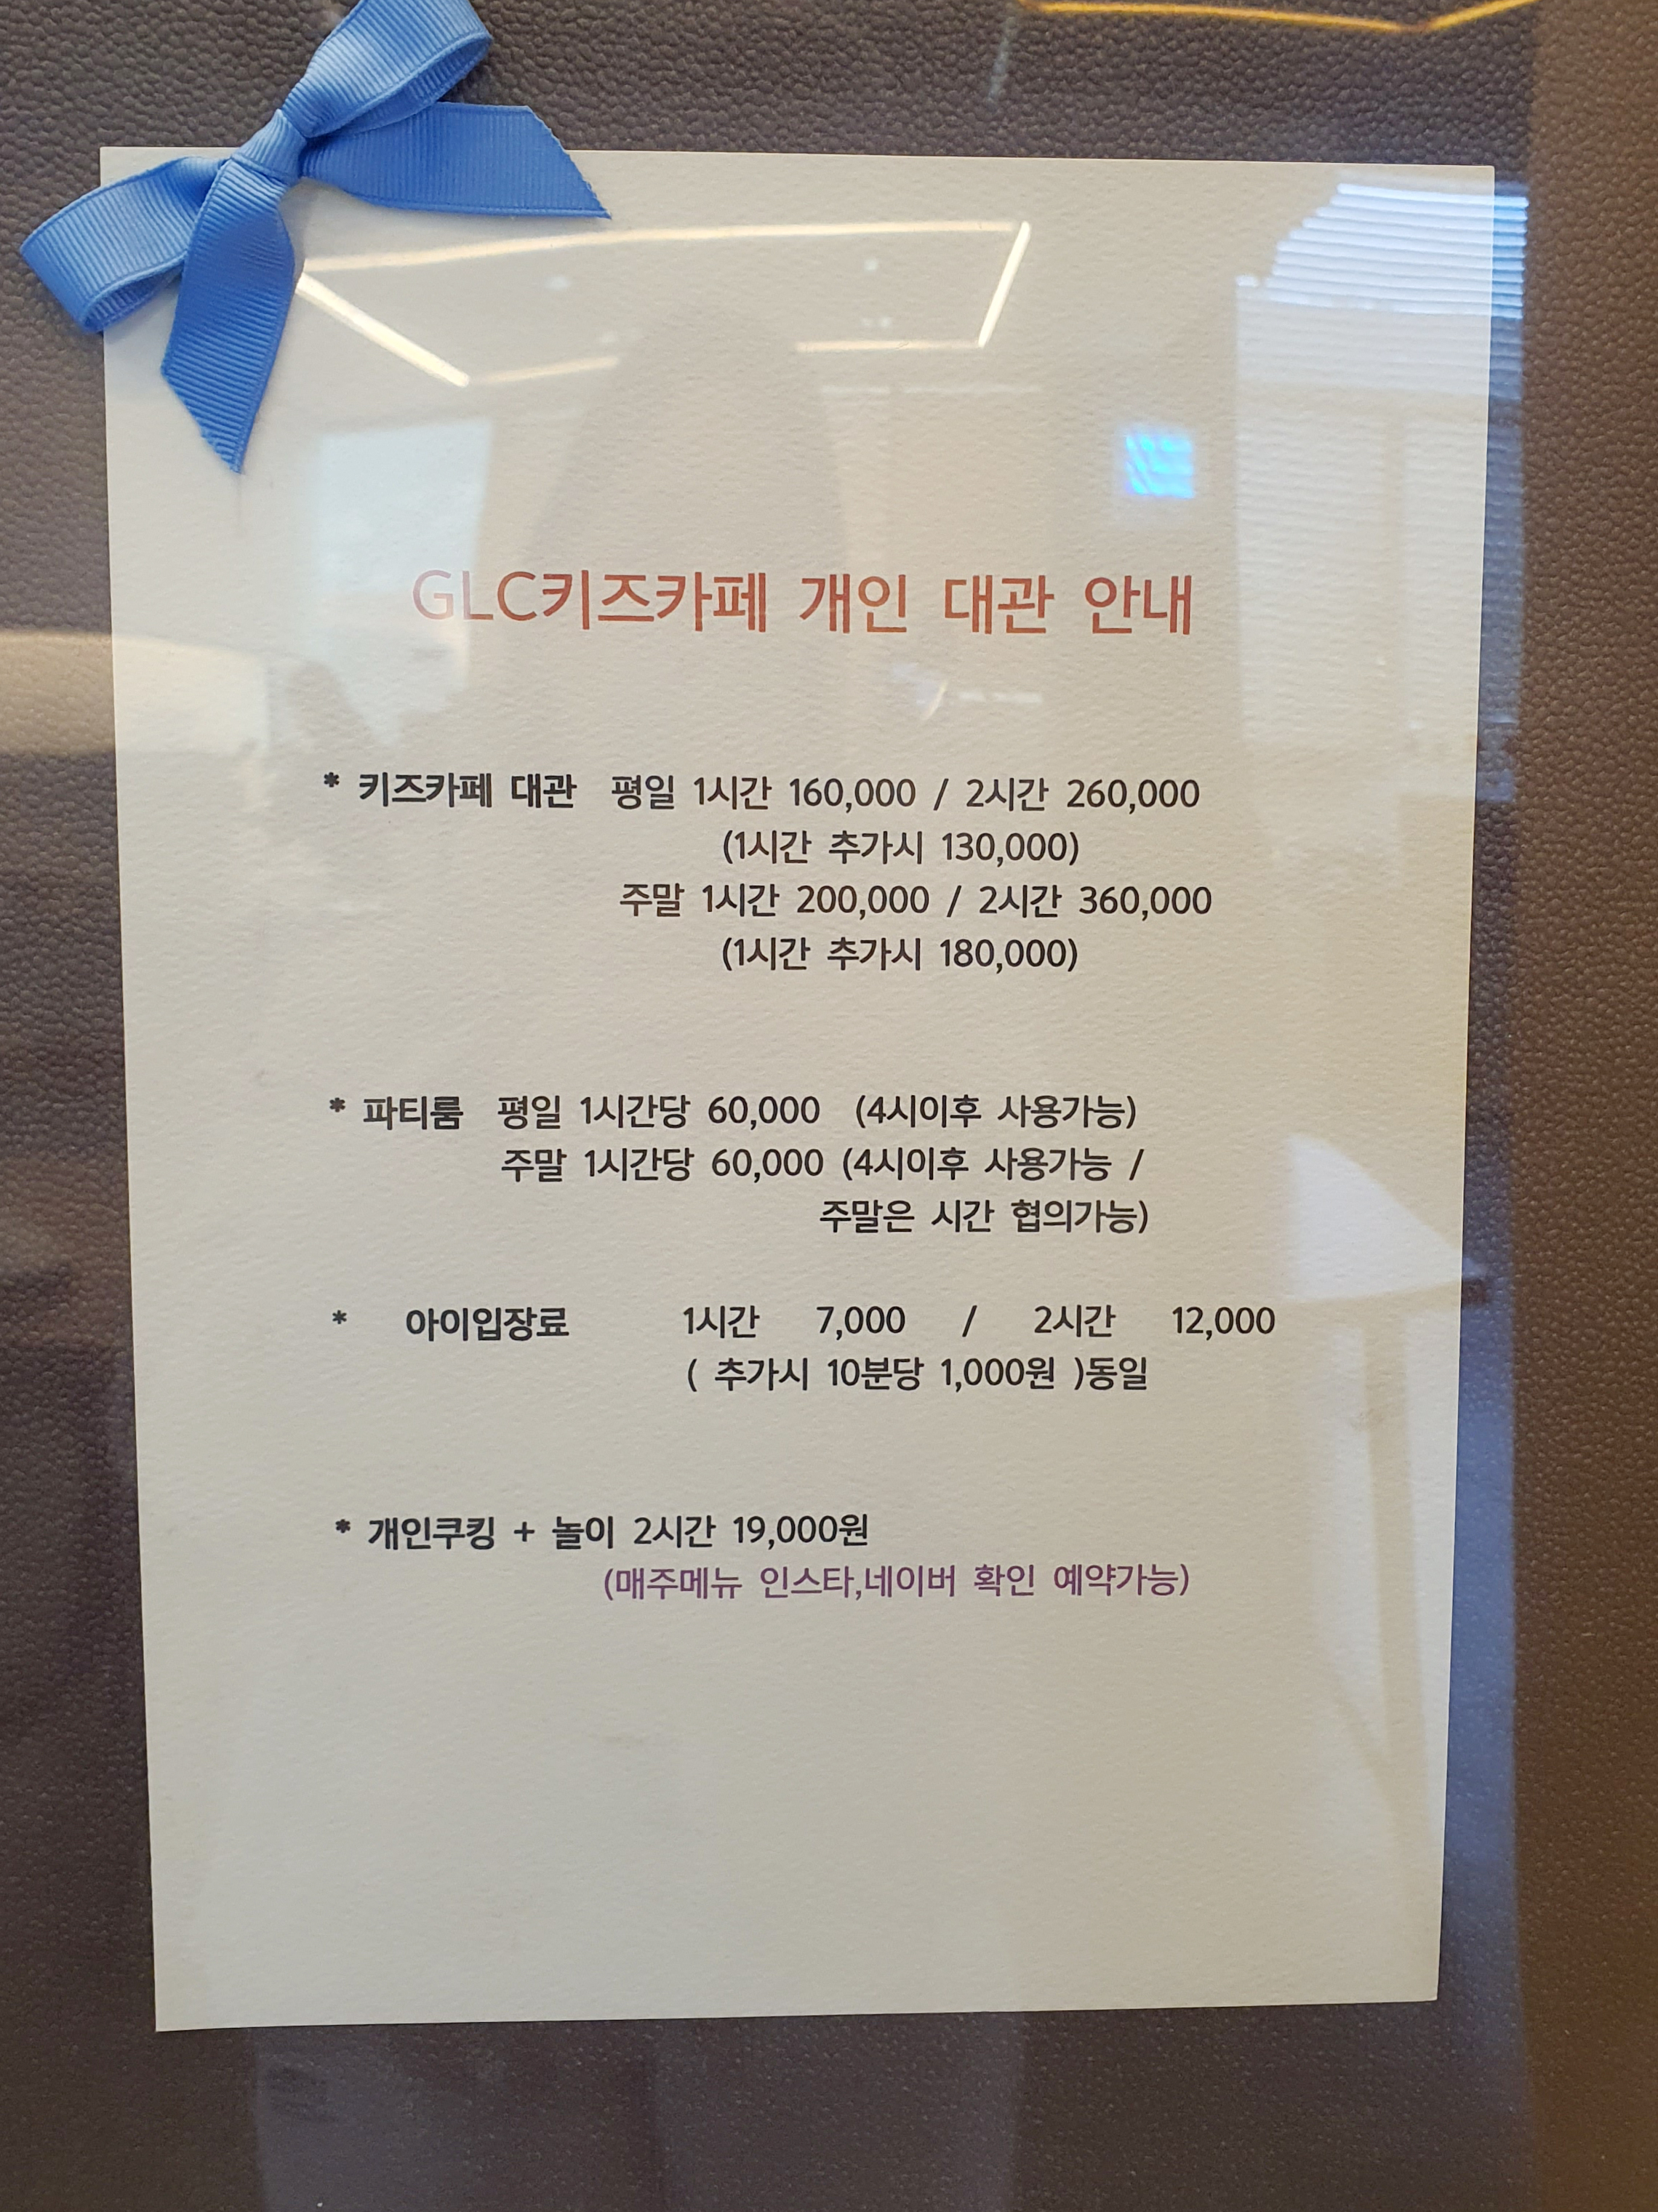 GLC키즈카페 개인 대관 안내
* 키즈카페 대관 평일 1시간 160,000 / 2시간 260,000
(1시간 추가시 130,000)
주말 1시간 200,000 / 2시간 360,000
(1시간 추가시 180,000)
* 파티룸 평일 1시간당 60,000 (4시이후 사용가능)
주말 1시간당 60,000 (4시이후 사용가능 /
주말은 시간 협의가능)
* 아이입장료 1시간 7,000 / 2시간 12,000
( 추가시 10분당 1,000원 )동일
* 개인쿠킹 + 놀이 2시간 19,000원
(매주메뉴 인스타,네이버 확인 예약가능)